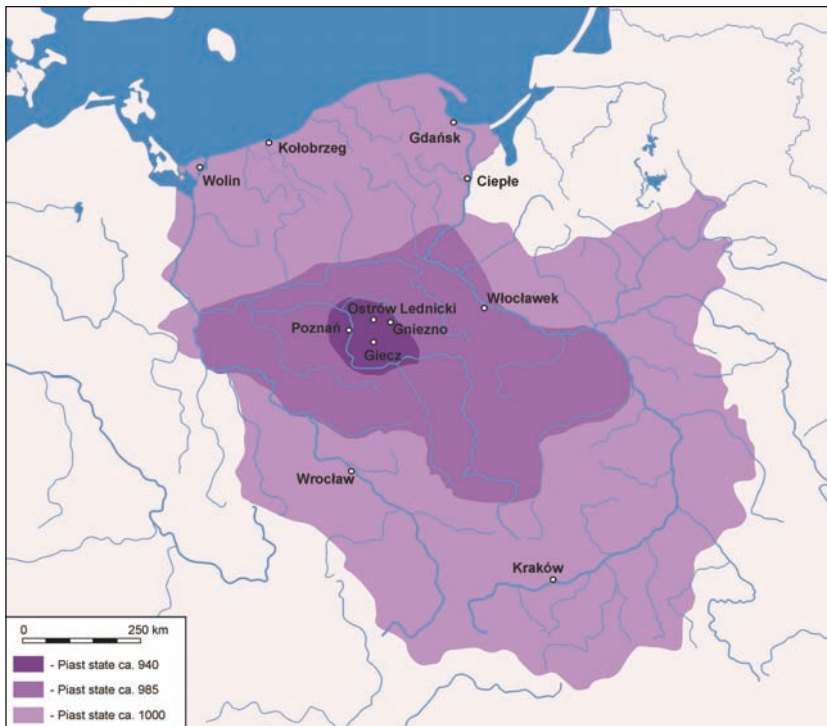 Gdańsk
Kołobrzeg
Wolin
Ciepłe
Włocławek
Ostrów Lednicki
Poznań
Gniezno
Giecz
Wrocław
Kraków
0 250 km
- Piast state ca. 940
- Piast state ca. 985
- Piast state ca. 1000